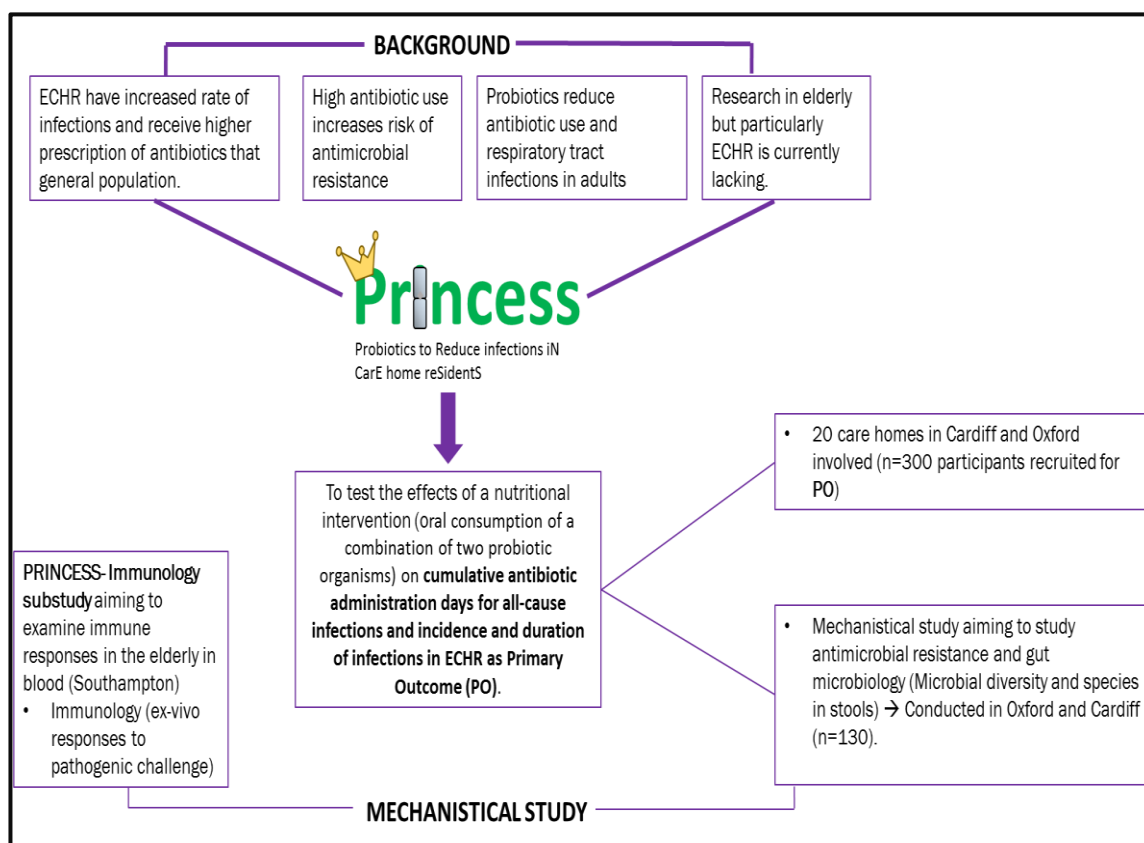 BACKGROUND
ECHR have increased rate of
infections and receive higher
prescription of antibiotics that
general population.
High antibiotic use
increases risk of
antimicrobial
resistance
Probiotics reduce
antibiotic use and
respiratory tract
infections in adults
Research in elderly
but particularly
ECHR is currently
lacking.
Princess
Probiotics to Reduce infections iN
CarE home reSidentS
To test the effects of a nutritional
intervention (oral consumption of a
combination of two probiotic
organisms) on cumulative antibiotic
administration days for all-cause
infections and incidence and duration
of infections in ECHR as Primary
Outcome (PO).
• 20 care homes in Cardiff and Oxford
involved (n=300 participants recruited for
PO)
PRINCESS- Immunology
substudy aiming to
examine immune
responses in the elderly in
blood (Southampton)
• Immunology (ex-vivo
responses to
pathogenic challenge)
• Mechanistical study aiming to study
antimicrobial resistance and gut
microbiology (Microbial diversity and species
in stools) → Conducted in Oxford and Cardiff
(n=130).
MECHANISTICAL STUDY